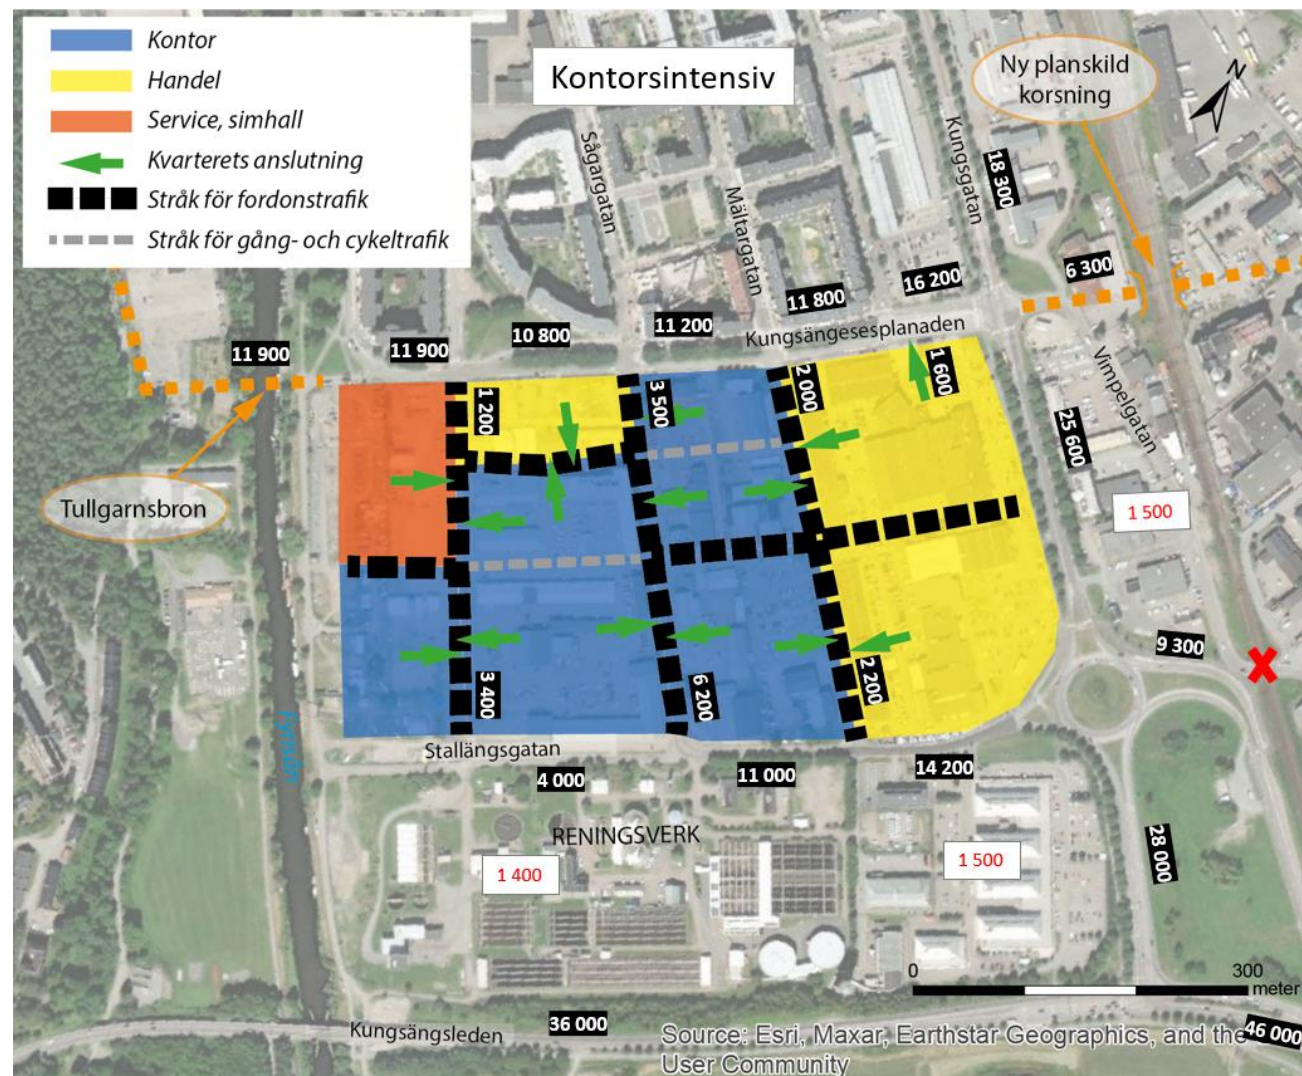 Kontor
Handel
Service, simhall
Kvarterets anslutning
Stråk för fordonstrafik
Stråk för gång- och cykeltrafik
Kontorsintensiv
Ny planskild
korsning
N
Sågargatan
Mältargatan
Kungsgatan
18 300
6 300
16 200
11 800
11 200
10 800
11 900
11 900
Kungsängesesplanaden
Vimpelgatan
1 200
3 500
2 000
1 600
25 600
Tullgarnsbron
1 500
9 300
3 400
6 200
2 200
Fyrisån
Stallängsgatan
4 000
11 000
14 200
RENINGSVERK
1 400
1 500
28 000
0
300
meter
Kungsängsleden
36 000
46 000
Source: Esri, Maxar, Earthstar Geographics, and the
User Community